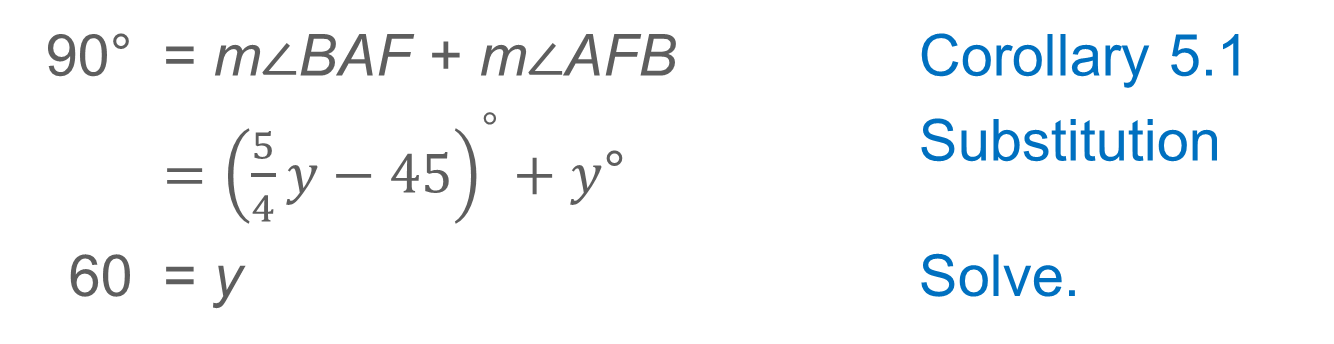 90° = m∠BAF + m∠AFB Corollary 5.1
= (5/4 y − 45)° + y° Substitution
60 = y Solve.